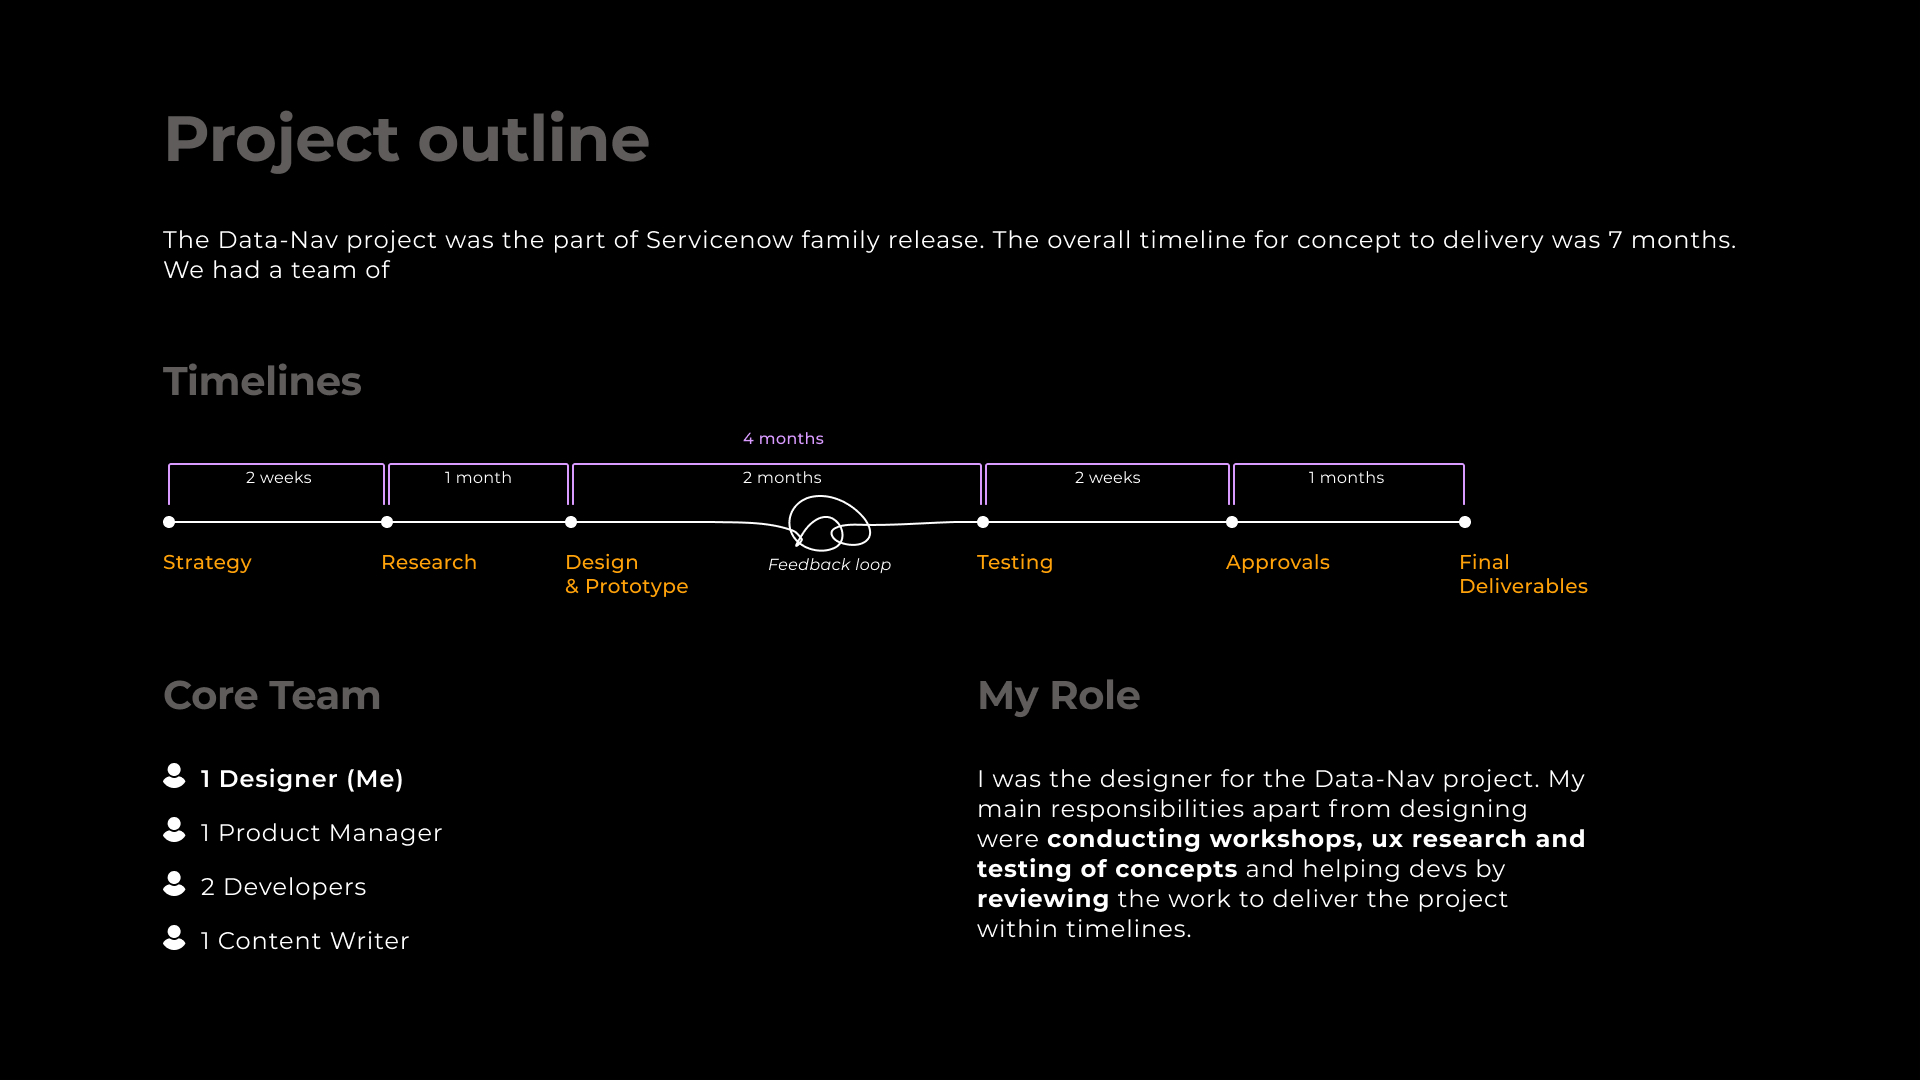 Project outline
The Data-Nav project was the part of Servicenow family release. The overall timeline for concept to delivery was 7 months.
We had a team of
Timelines
4 months
2 weeks
1 month
2 months
2 weeks
1 months
Strategy
Research
Design
& Prototype
Feedback loop
Testing
Approvals
Final
Deliverables
Core Team
1 Designer (Me)
1 Product Manager
2 Developers
1 Content Writer
My Role
I was the designer for the Data-Nav project. My
main responsibilities apart from designing
were conducting workshops, ux research and
testing of concepts and helping devs by
reviewing the work to deliver the project
within timelines.